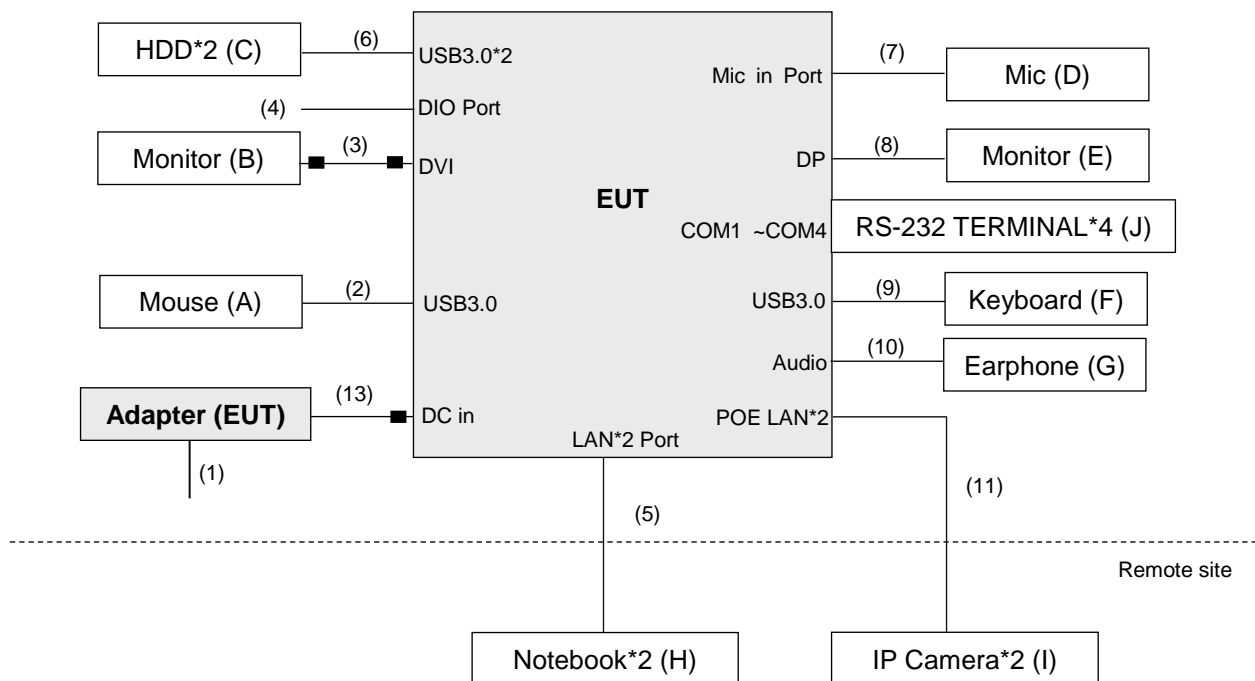 HDD*2 (C)
(6)
USB3.0*2
Mic in Port
(7)
Mic (D)
(4)
DIO Port
Monitor (B)
(3)
DVI
DP
(8)
Monitor (E)
EUT
COM1 ~COM4
RS-232 TERMINAL*4 (J)
Mouse (A)
(2)
USB3.0
USB3.0
(9)
Keyboard (F)
Audio
(10)
Earphone (G)
Adapter (EUT)
(13)
DC in
POE LAN*2
LAN*2 Port
(1)
(5)
(11)
Remote site
Notebook*2 (H)
IP Camera*2 (I)